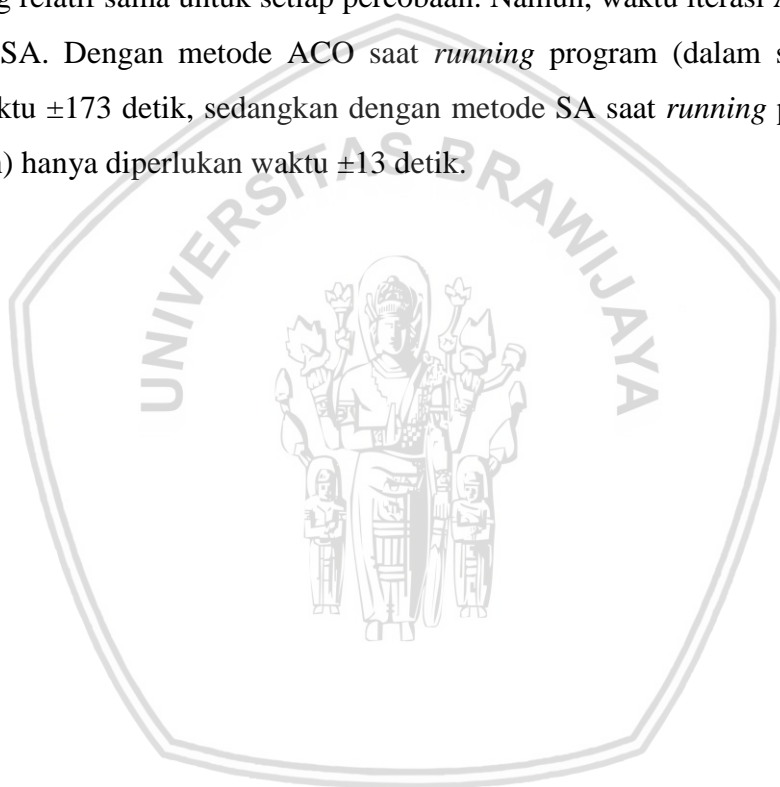 relatif sama untuk setiap percobaan. Namun, waktu iterasi
SA. Dengan metode ACO saat running program (dalam
±173 detik, sedangkan dengan metode SA saat running
hanya diperlukan waktu ±13 detik.
UNIVERSITAS BRAWIJAYA